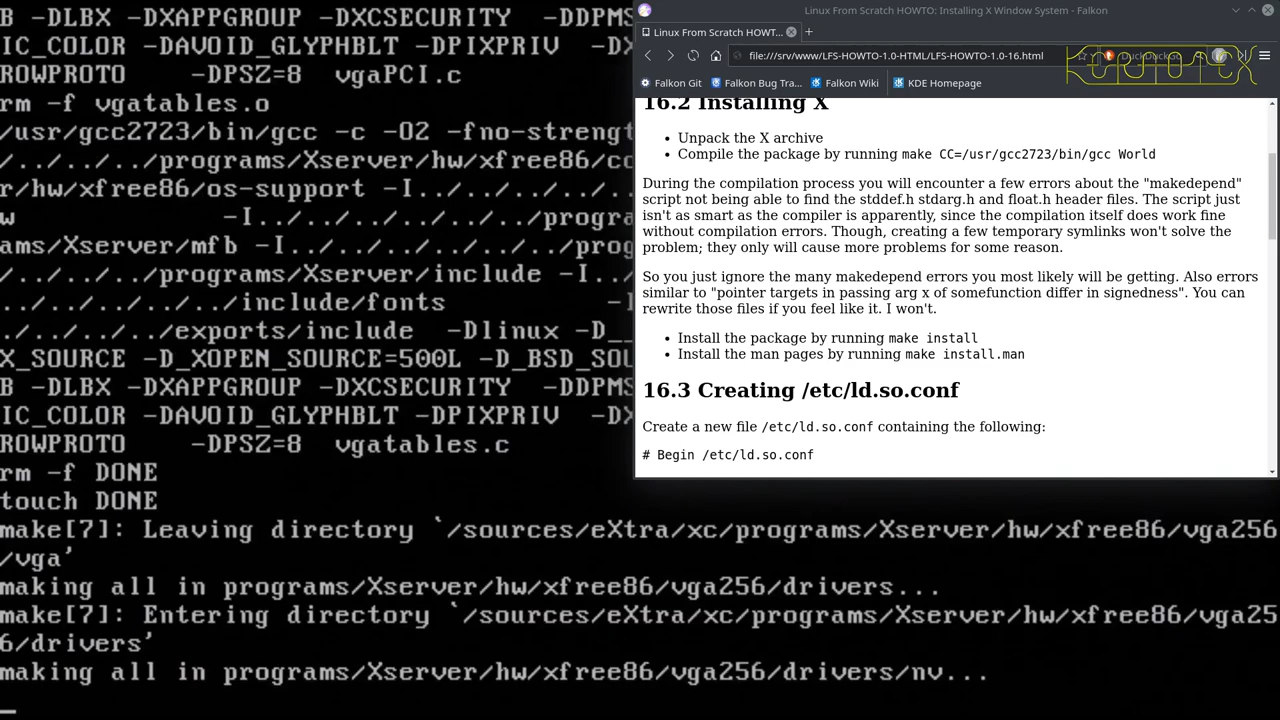 B -DLBX -DXAPPGROUP -DXCSECURITY -DDPMS
IC_COLOR -DAVOID_GLYPHBLT -DPIXPRIV -DX
ROWPROTO -DPSZ=8 vgaPCI.c
rm -f vgatables.o
/usr/gcc2723/bin/gcc -c -O2 -fno-strengt
/../../../programs/Xserver/hw/xfree86/co
r/hw/xfree86/os-support -I../../../../..
w -I../../../../../progra
ams/Xserver/mfb -I../../../../../prog
/../../../programs/Xserver/include -I../
../../../include/fonts -I
./../../exports/include -Dlinux -D__
X_SOURCE -D_XOPEN_SOURCE=500L -D_BSD_SOU
B -DLBX -DXAPPGROUP -DXCSECURITY -DDPMS
IC_COLOR -DAVOID_GLYPHBLT -DPIXPRIV -DX
ROWPROTO -DPSZ=8 vgatables.c
rm -f DONE
touch DONE
make[7]: Leaving directory `/sources/eXtra/xc/programs/Xserver/hw/xfree86/vga256
/vga'
making all in programs/Xserver/hw/xfree86/vga256/drivers...
make[7]: Entering directory `/sources/eXtra/xc/programs/Xserver/hw/xfree86/vga25
6/drivers'
making all in programs/Xserver/hw/xfree86/vga256/drivers/nv...
Linux From Scratch HOWTO: Installing X Window System - Falkon
Linux From Scratch HOWT...
file:///srv/www/LFS-HOWTO-1.0-HTML/LFS-HOWTO-1.0-16.html
Falkon Git Falkon Bug Tra... Falkon Wiki KDE Homepage
16.2 Installing X
• Unpack the X archive
• Compile the package by running make CC=/usr/gcc2723/bin/gcc World
During the compilation process you will encounter a few errors about the "makedepend"
script not being able to find the stddef.h stdarg.h and float.h header files. The script just
isn't as smart as the compiler is apparently, since the compilation itself does work fine
without compilation errors. Though, creating a few temporary symlinks won't solve the
problem; they only will cause more problems for some reason.
So you just ignore the many makedepend errors you most likely will be getting. Also errors
similar to "pointer targets in passing arg x of somefunction differ in signedness". You can
rewrite those files if you feel like it. I won't.
• Install the package by running make install
• Install the man pages by running make install.man
16.3 Creating /etc/ld.so.conf
Create a new file /etc/ld.so.conf containing the following:
# Begin /etc/ld.so.conf